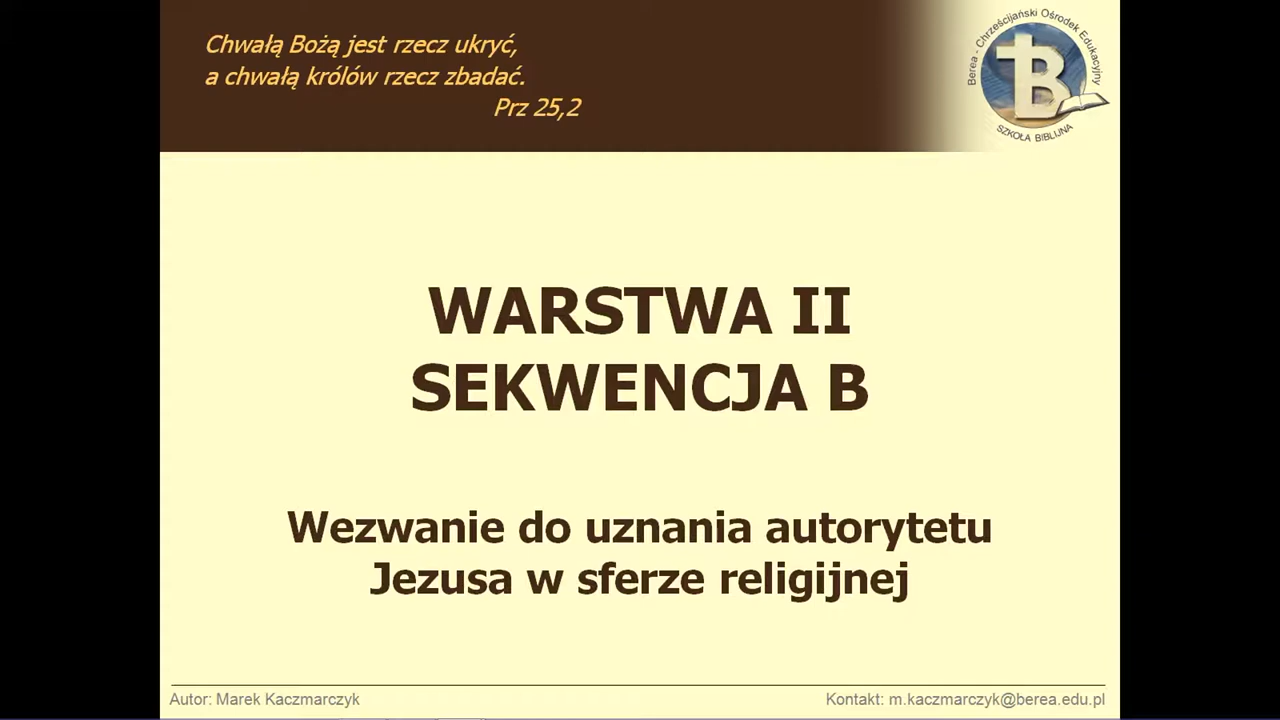 Chwałą Bożą jest rzecz ukryć,
a chwałą królów rzecz zbadać.
Prz 25,2
Berea - Chrześcijański Ośrodek Edukacyjny
B
SZKOŁA BIBLIJNA
WARSTWA II
SEKWENCJA B
Wezwanie do uznania autorytetu
Jezusa w sferze religijnej
Autor: Marek Kaczmarczyk
Kontakt: m.kaczmarczyk@berea.edu.pl